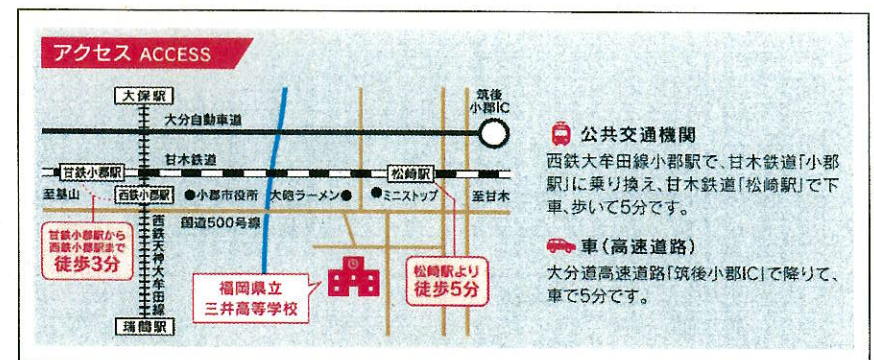 アクセス ACCESS
大保駅
筑後
小郡IC
大分自動車道
甘木鉄道
甘鉄小郡駅
松崎駅
至基山
西鉄小郡駅
●小郡市役所
大砲ラーメン●
●ミニストップ
至甘木
国道500号線
西鉄天神大牟田線
甘鉄小郡駅から
西鉄小郡駅まで
徒歩3分
福岡県立
三井高等学校
松崎駅より
徒歩5分
端間駅
公共交通機関
西鉄大牟田線小郡駅で、甘木鉄道「小郡
駅」に乗り換え、甘木鉄道「松崎駅」で下
車、歩いて5分です。
車(高速道路)
大分道高速道路「筑後小郡IC」で降りて、
車で5分です。